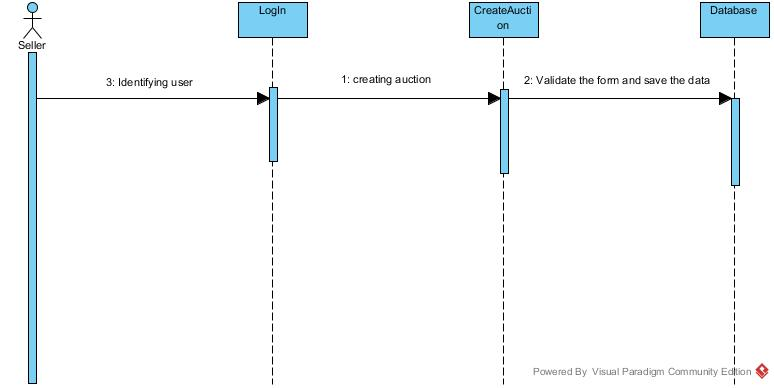 LogIn
CreateAucti
on
Database
Seller
3: Identifying user
1: creating auction
2: Validate the form and save the data
Powered By Visual Paradigm Community Edition